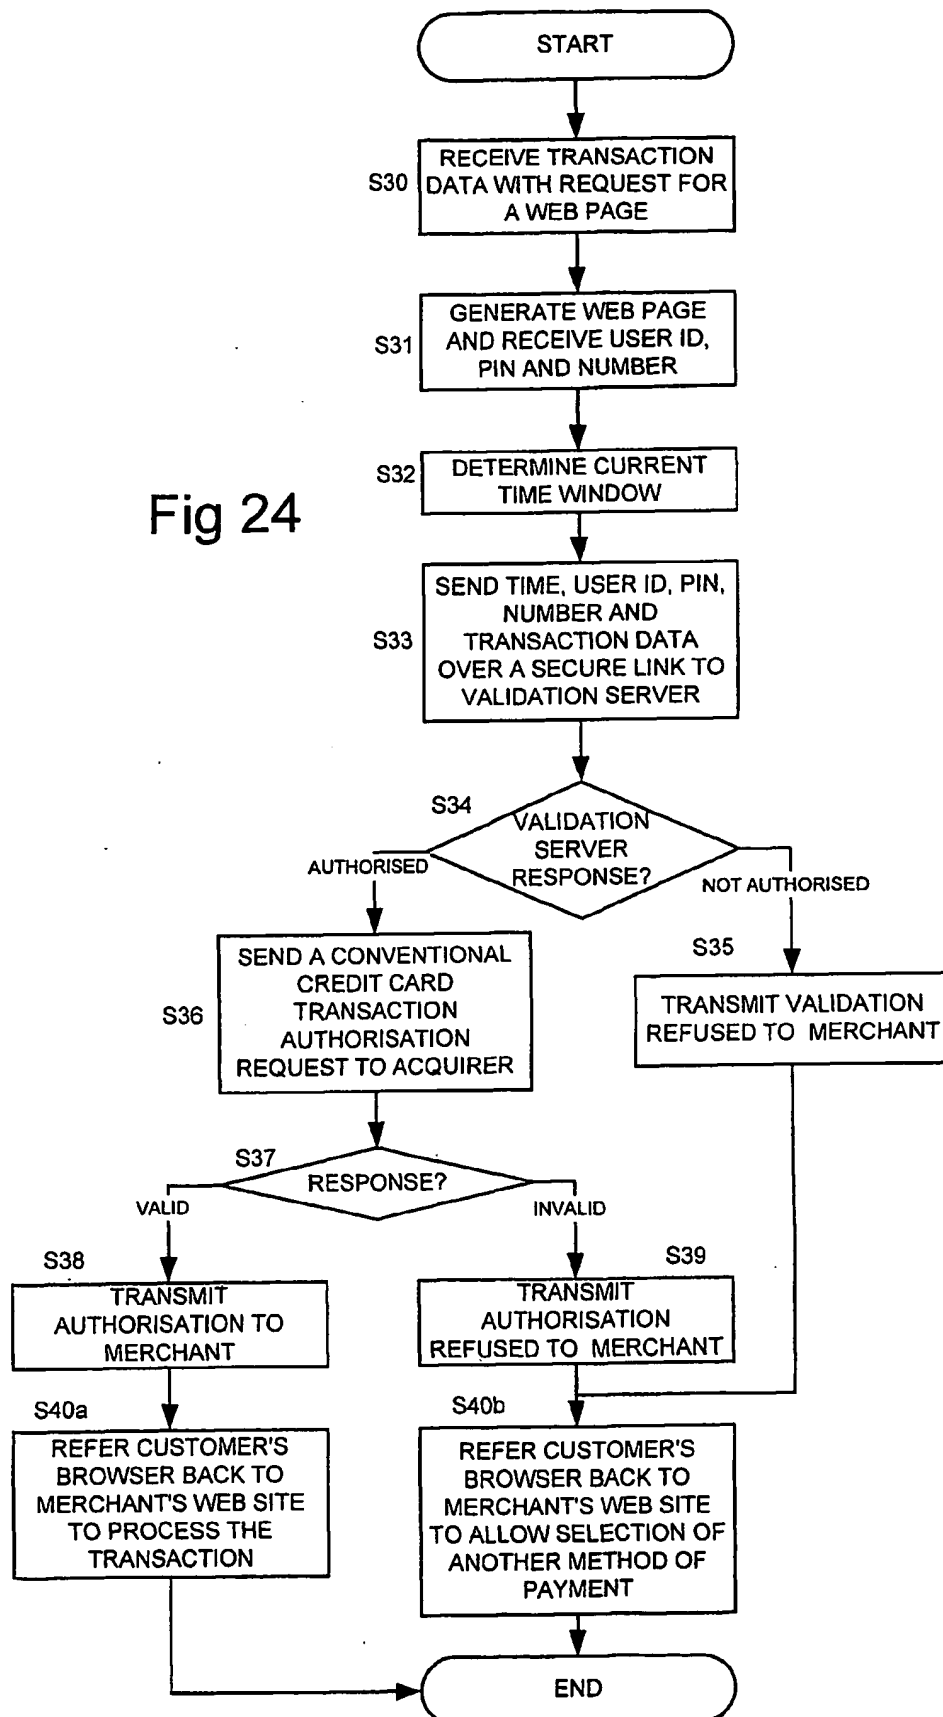 START
S30
RECEIVE TRANSACTION
DATA WITH REQUEST FOR
A WEB PAGE
S31
GENERATE WEB PAGE
AND RECEIVE USER ID,
PIN AND NUMBER
S32
DETERMINE CURRENT
TIME WINDOW
Fig 24
S33
SEND TIME, USER ID, PIN,
NUMBER AND
TRANSACTION DATA
OVER A SECURE LINK TO
VALIDATION SERVER
S34
VALIDATION
SERVER
RESPONSE?
AUTHORISED
NOT AUTHORISED
S36
SEND A CONVENTIONAL
CREDIT CARD
TRANSACTION
AUTHORISATION
REQUEST TO ACQUIRER
S35
TRANSMIT VALIDATION
REFUSED TO MERCHANT
S37
RESPONSE?
VALID
INVALID
S38
TRANSMIT
AUTHORISATION TO
MERCHANT
S39
TRANSMIT
AUTHORISATION
REFUSED TO MERCHANT
S40a
REFER CUSTOMER'S
BROWSER BACK TO
MERCHANT'S WEB SITE
TO PROCESS THE
TRANSACTION
S40b
REFER CUSTOMER'S
BROWSER BACK TO
MERCHANT'S WEB SITE
TO ALLOW SELECTION OF
ANOTHER METHOD OF
PAYMENT
END